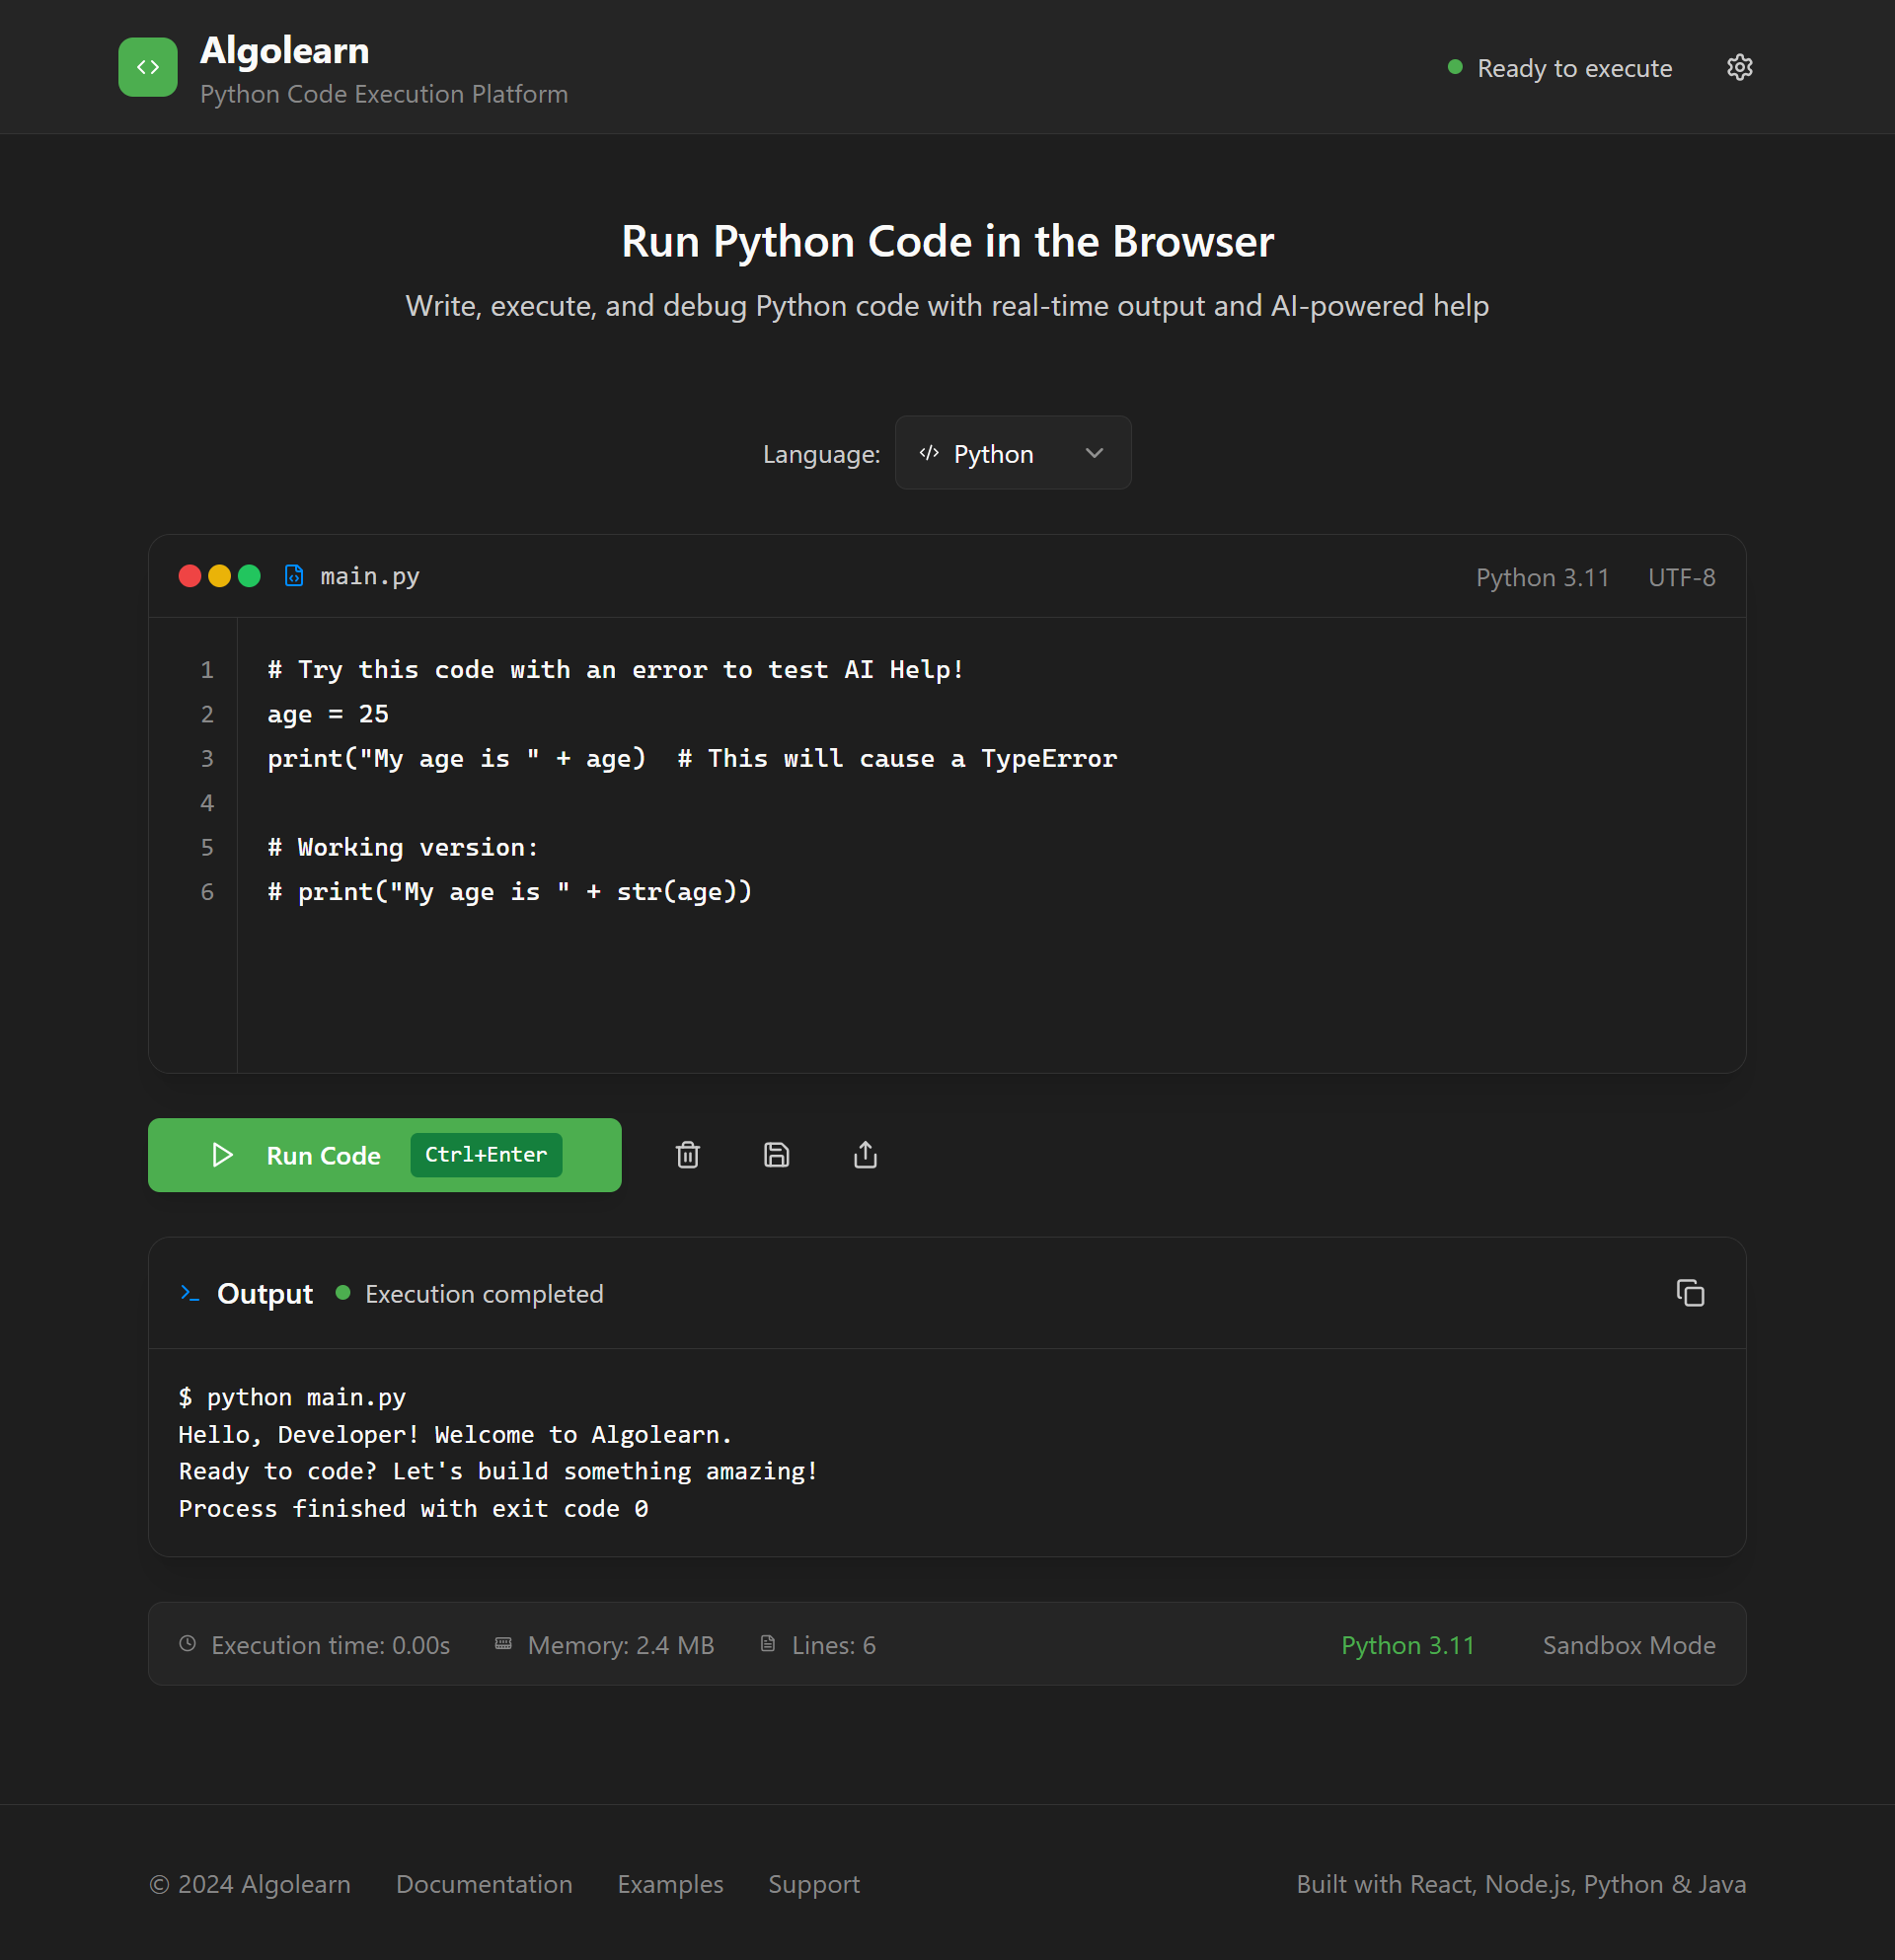 Algolearn
Python Code Execution Platform
Ready to execute
Run Python Code in the Browser
Write, execute, and debug Python code with real-time output and AI-powered help
Language:
Python
main.py
Python 3.11
UTF-8
1 # Try this code with an error to test AI Help!
2 age = 25
3 print("My age is " + age)  # This will cause a TypeError
4
5 # Working version:
6 # print("My age is " + str(age))
Run Code
Ctrl+Enter
Output
Execution completed
$ python main.py
Hello, Developer! Welcome to Algolearn.
Ready to code? Let's build something amazing!
Process finished with exit code 0
Execution time: 0.00s
Memory: 2.4 MB
Lines: 6
Python 3.11
Sandbox Mode
© 2024 Algolearn
Documentation
Examples
Support
Built with React, Node.js, Python & Java